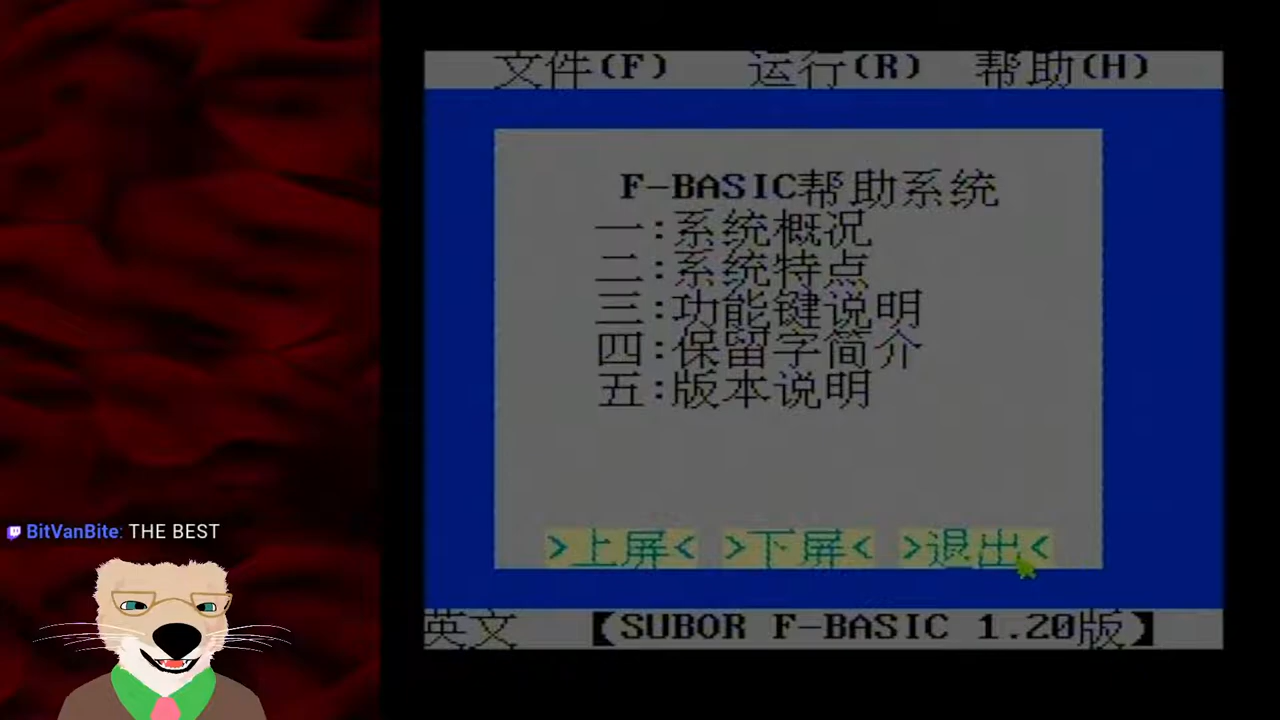 文件(F) 运行(R) 帮助(H)
F-BASIC帮助系统
一:系统概况
二:系统特点
三:功能键说明
四:保留字简介
五:版本说明
>上屏< >下屏< >退出<
英文 【SUBOR F-BASIC 1.20版】
BitVanBite: THE BEST